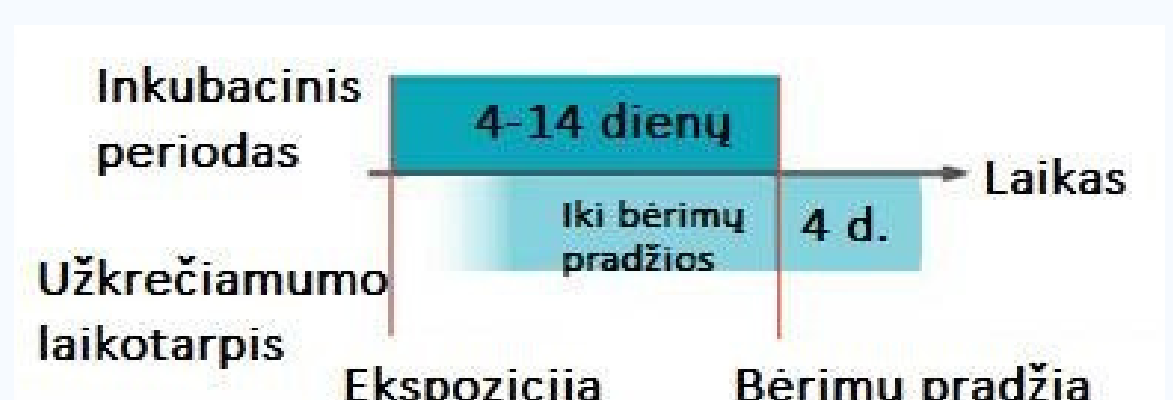 Inkubacinis
periodas
4-14 dienų
Laikas
Iki bėrimų
pradžios
4 d.
Užkrečiamumo
laikotarpis
Ekspozicija
Bėrimų pradžia